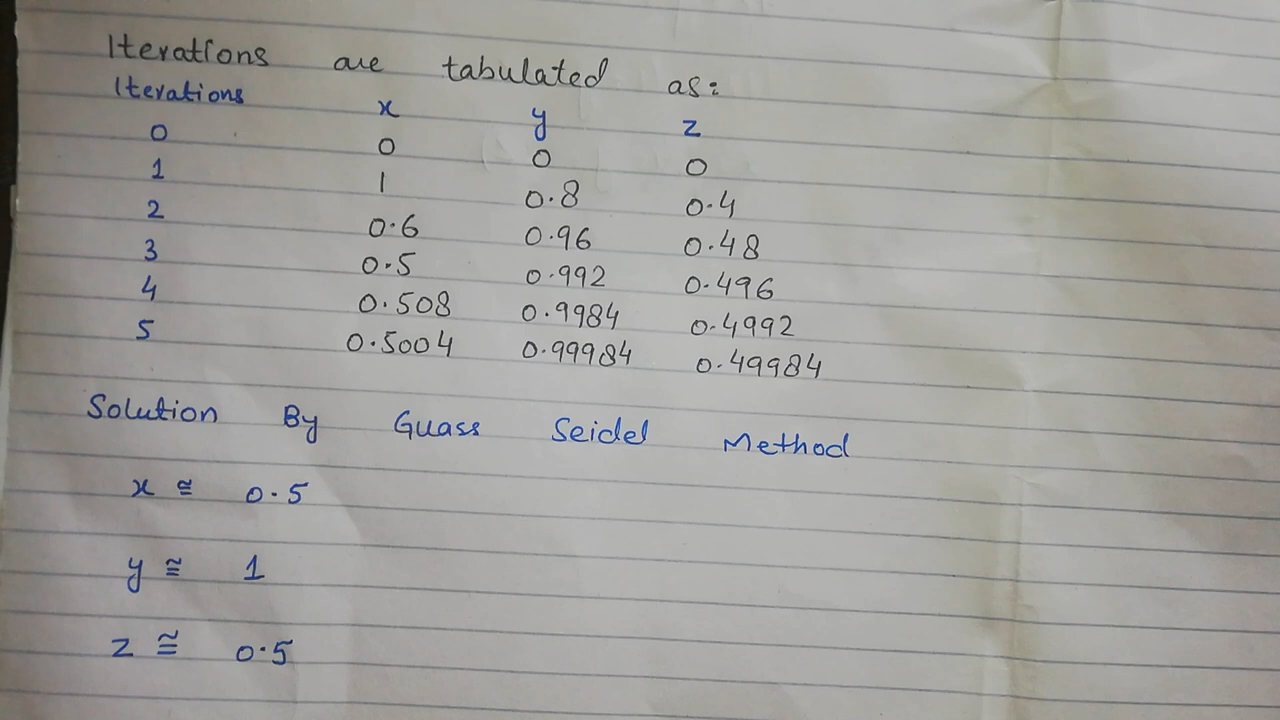 Iterations are tabulated as:
Iterations x y z
0 0 0 0
1 1 0.8 0.4
2 0.6 0.96 0.48
3 0.5 0.992 0.496
4 0.508 0.9984 0.4992
5 0.5004 0.99984 0.49984
Solution By Guass Seidel Method
x ≅ 0.5
y ≅ 1
z ≅ 0.5